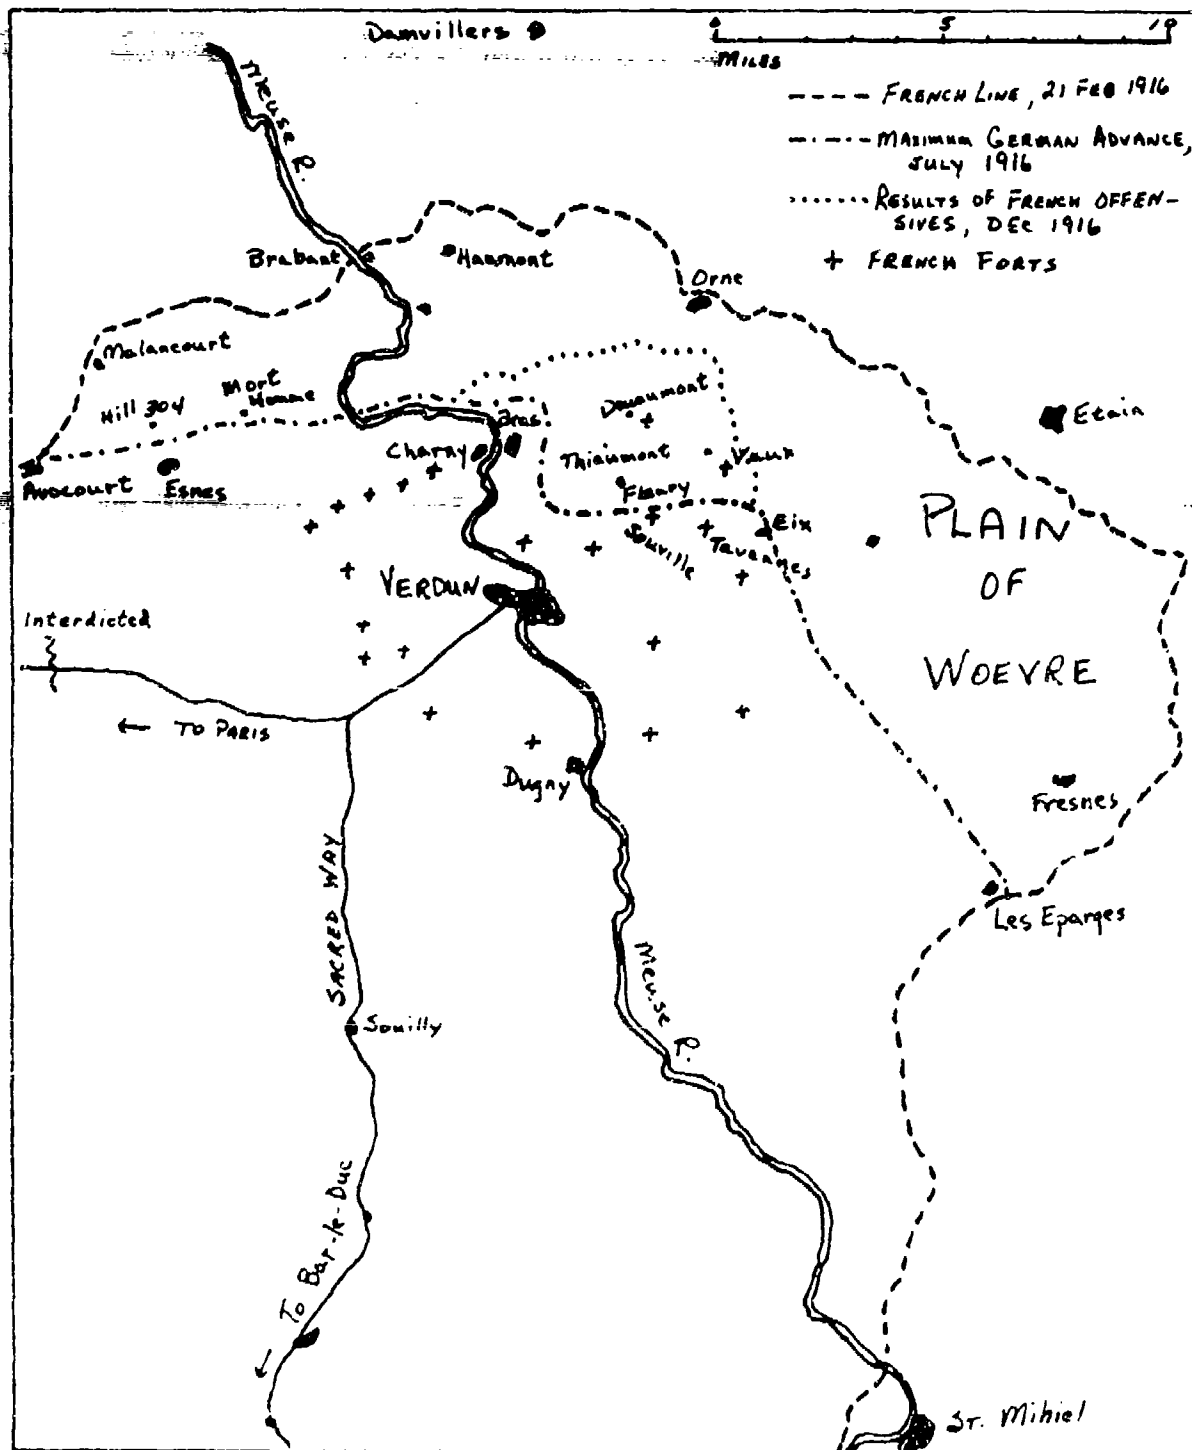 Damvillers
0 5 10
MILES
FRENCH LINE, 21 FEB 1916
MAXIMUM GERMAN ADVANCE,
JULY 1916
RESULTS OF FRENCH OFFEN-
SIVES, DEC 1916
+ FRENCH FORTS
Meuse R.
Brabant
Haumont
Orne
Malancourt
Mort
Homme
Hill 304
Douaumont
Etain
Bras
Charny
Thiaumont
Vaux
Avocourt
Esnes
Fleury
Eix
Souville
Tavannes
PLAIN
OF
WOEVRE
VERDUN
Interdicted
← TO PARIS
Dugny
Fresnes
Les Eparges
SACRED WAY
Meuse R.
Souilly
To Bar-le-Duc
←
ST. Mihiel